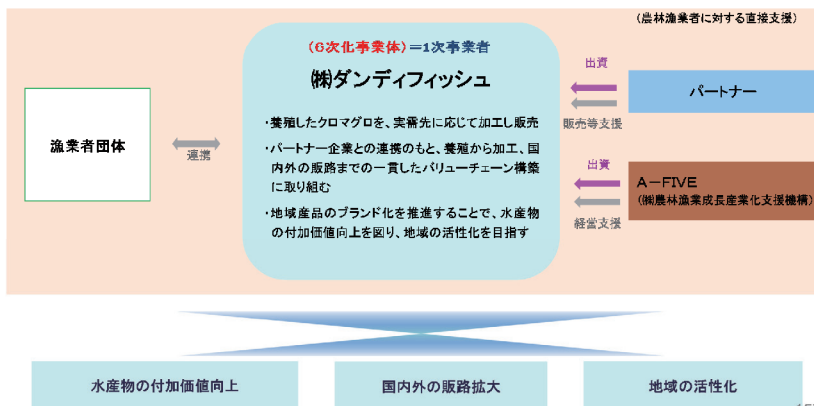 (農林漁業者に対する直接支援)
(6次化事業体)＝1次事業者
㈱ダンディフィッシュ
・養殖したクロマグロを、実需先に応じて加工し販売
・パートナー企業との連携のもと、養殖から加工、国
内外の販路までの一貫したバリューチェーン構築
に取り組む
・地域産品のブランド化を推進することで、水産物
の付加価値向上を図り、地域の活性化を目指す
漁業者団体
連携
出資
販売等支援
パートナー
出資
経営支援
A－FIVE
(㈱農林漁業成長産業化支援機構)
水産物の付加価値向上
国内外の販路拡大
地域の活性化